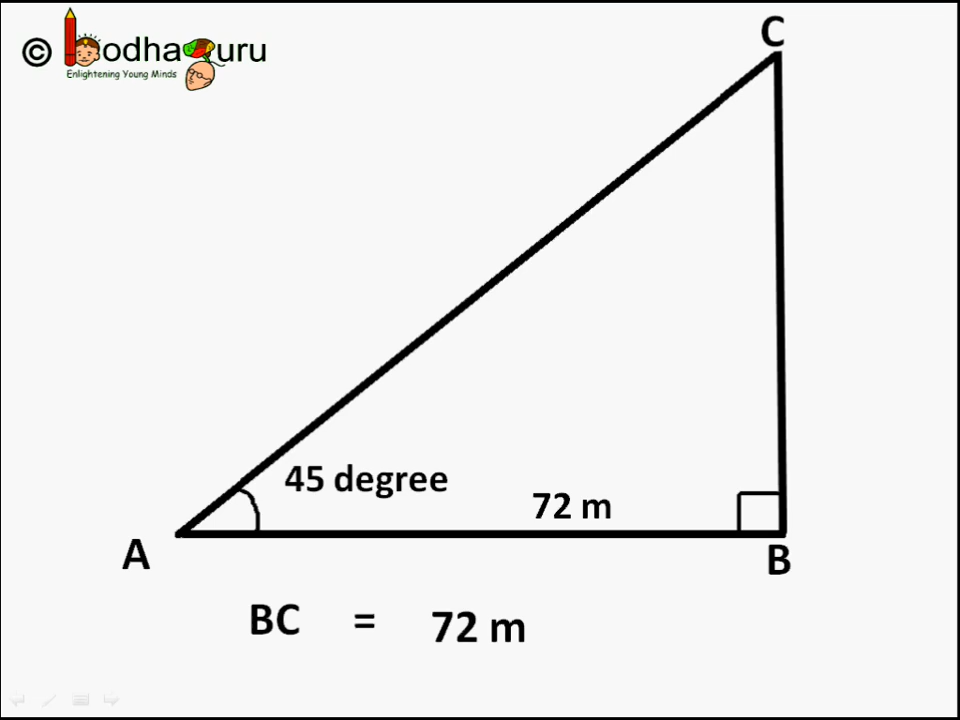 © BodhaGuru
Enlightening Young Minds
C
45 degree
72 m
A
B
BC = 72 m